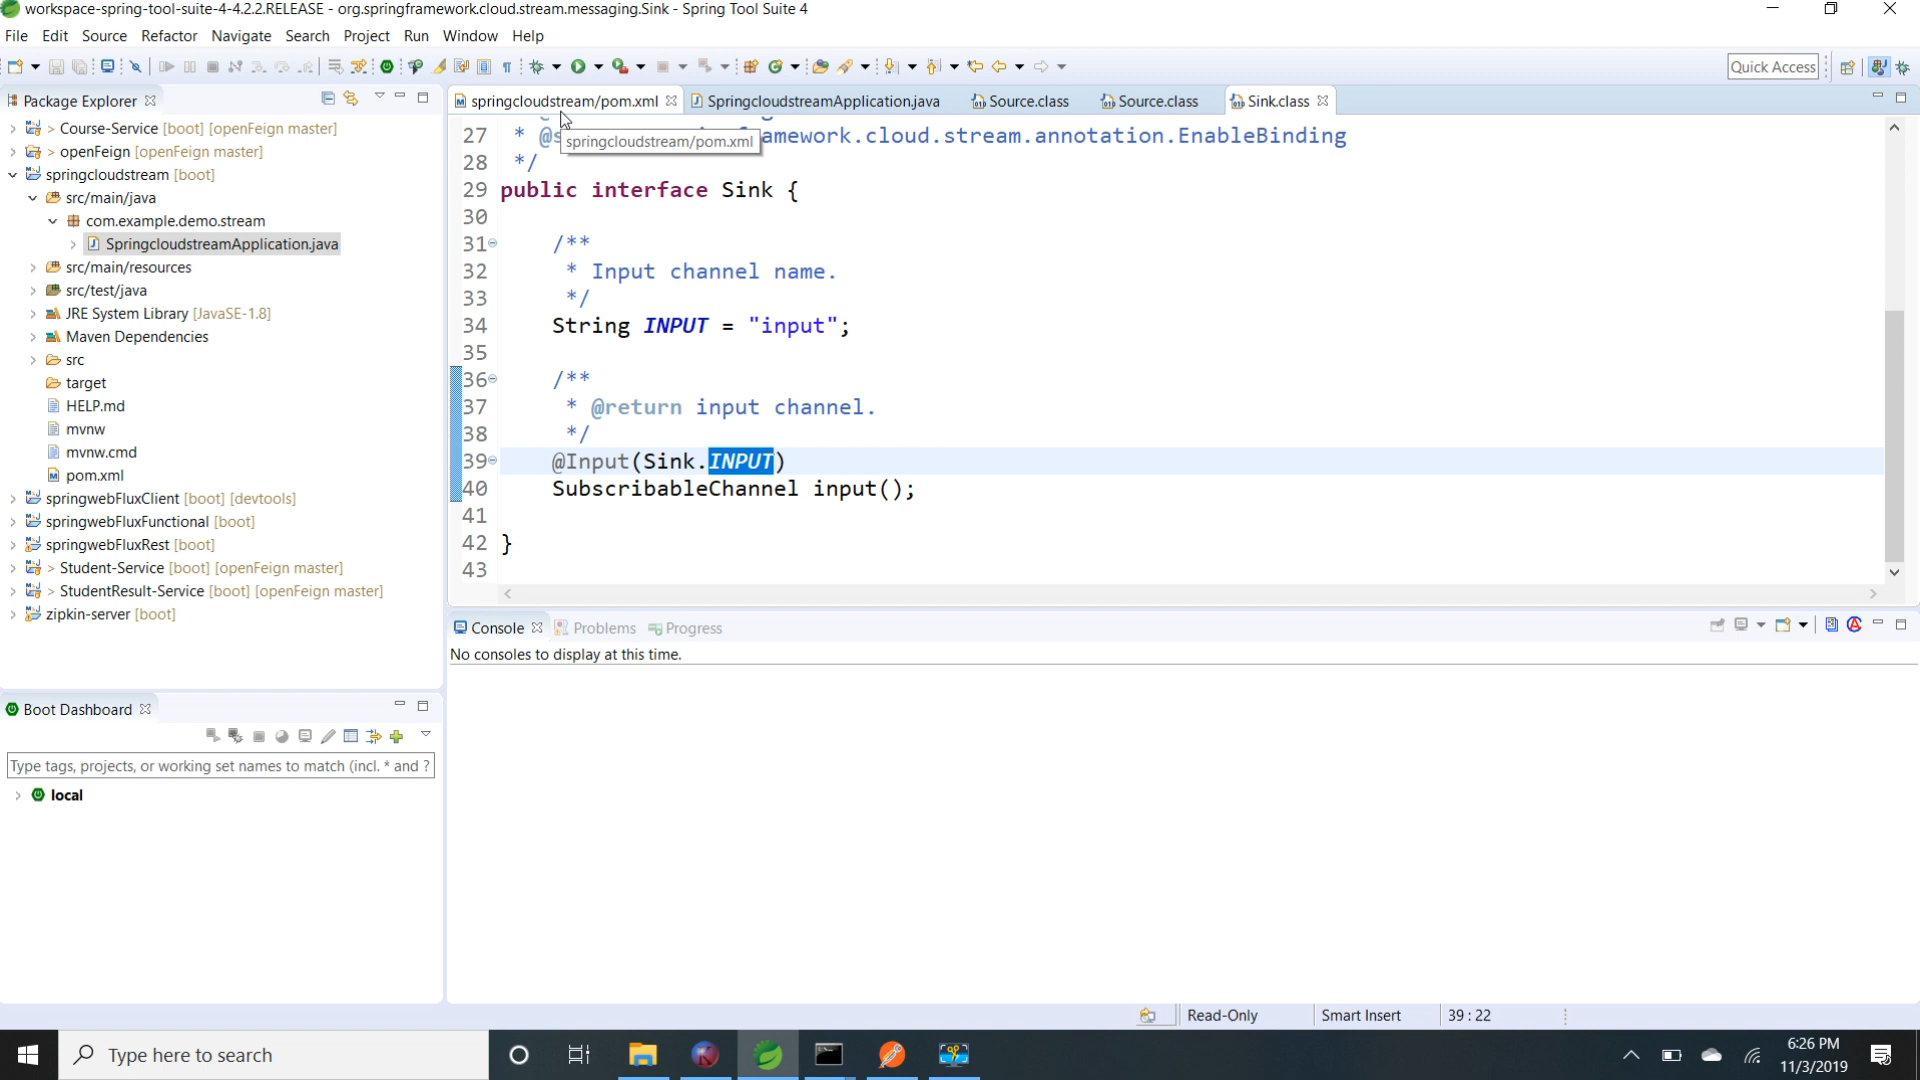 workspace-spring-tool-suite-4-4.2.2.RELEASE - org.springframework.cloud.stream.messaging.Sink - Spring Tool Suite 4
File Edit Source Refactor Navigate Search Project Run Window Help
Quick Access
Package Explorer
> Course-Service [boot] [openFeign master]
> openFeign [openFeign master]
springcloudstream [boot]
src/main/java
com.example.demo.stream
SpringcloudstreamApplication.java
src/main/resources
src/test/java
JRE System Library [JavaSE-1.8]
Maven Dependencies
src
target
HELP.md
mvnw
mvnw.cmd
pom.xml
springwebFluxClient [boot] [devtools]
springwebFluxFunctional [boot]
springwebFluxRest [boot]
> Student-Service [boot] [openFeign master]
> StudentResult-Service [boot] [openFeign master]
zipkin-server [boot]
Boot Dashboard
Type tags, projects, or working set names to match (incl. * and ?
local
springcloudstream/pom.xml SpringcloudstreamApplication.java Source.class Source.class Sink.class
springcloudstream/pom.xml
27 * amework.cloud.stream.annotation.EnableBinding
28 */
29 public interface Sink {
30
31 /**
32 * Input channel name.
33 */
34 String INPUT = "input";
35
36 /**
37 * @return input channel.
38 */
39 @Input(Sink.INPUT)
40 SubscribableChannel input();
41
42 }
43
Console Problems Progress
No consoles to display at this time.
Read-Only Smart Insert 39 : 22
Type here to search
6:26 PM
11/3/2019